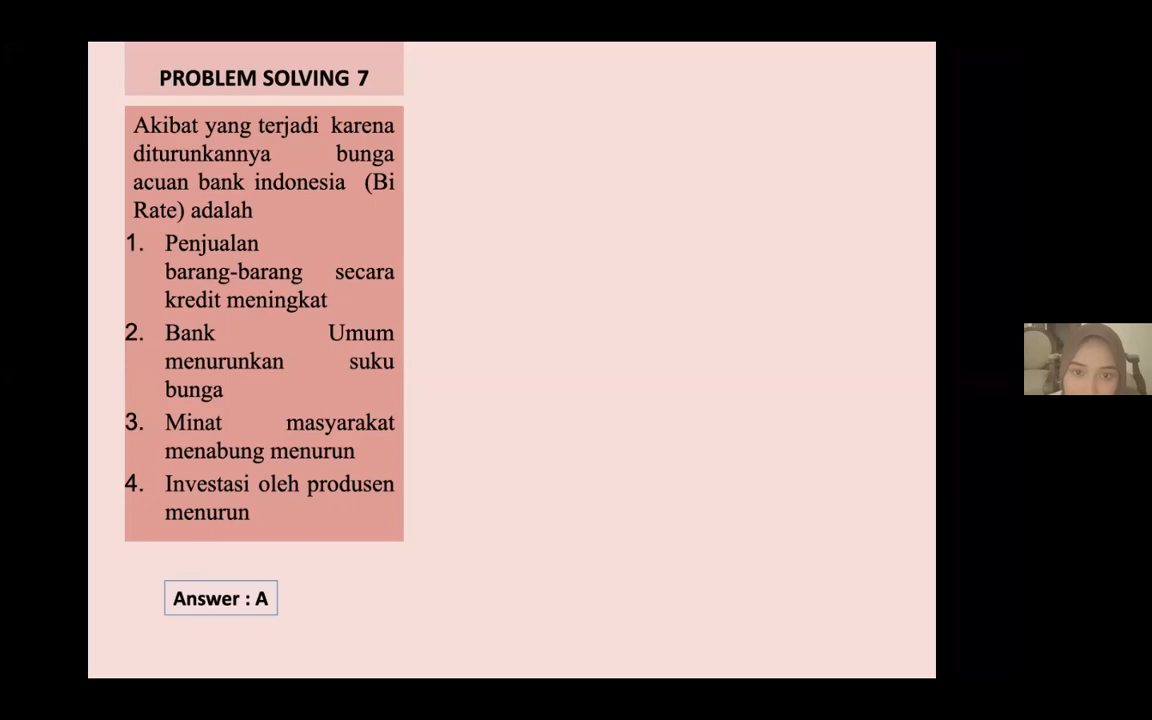 PROBLEM SOLVING 7
Akibat yang terjadi karena
diturunkannya bunga
acuan bank indonesia (Bi
Rate) adalah
1. Penjualan
barang-barang secara
kredit meningkat
2. Bank Umum
menurunkan suku
bunga
3. Minat masyarakat
menabung menurun
4. Investasi oleh produsen
menurun
Answer : A